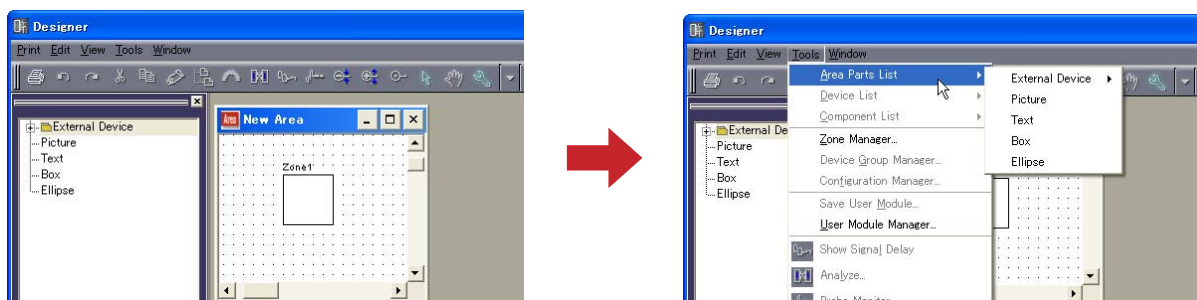 Designer
Print Edit View Tools Window
External Device
Picture
Text
Box
Ellipse
Area New Area
Zone1
Designer
Print Edit View Tools Window
Area Parts List
Device List
Component List
Zone Manager...
Device Group Manager...
Configuration Manager...
Save User Module...
User Module Manager...
Show Signal Delay
Analyze...
Probe Monitor
External Device
Picture
Text
Box
Ellipse
External De
Picture
Text
Box
Ellipse